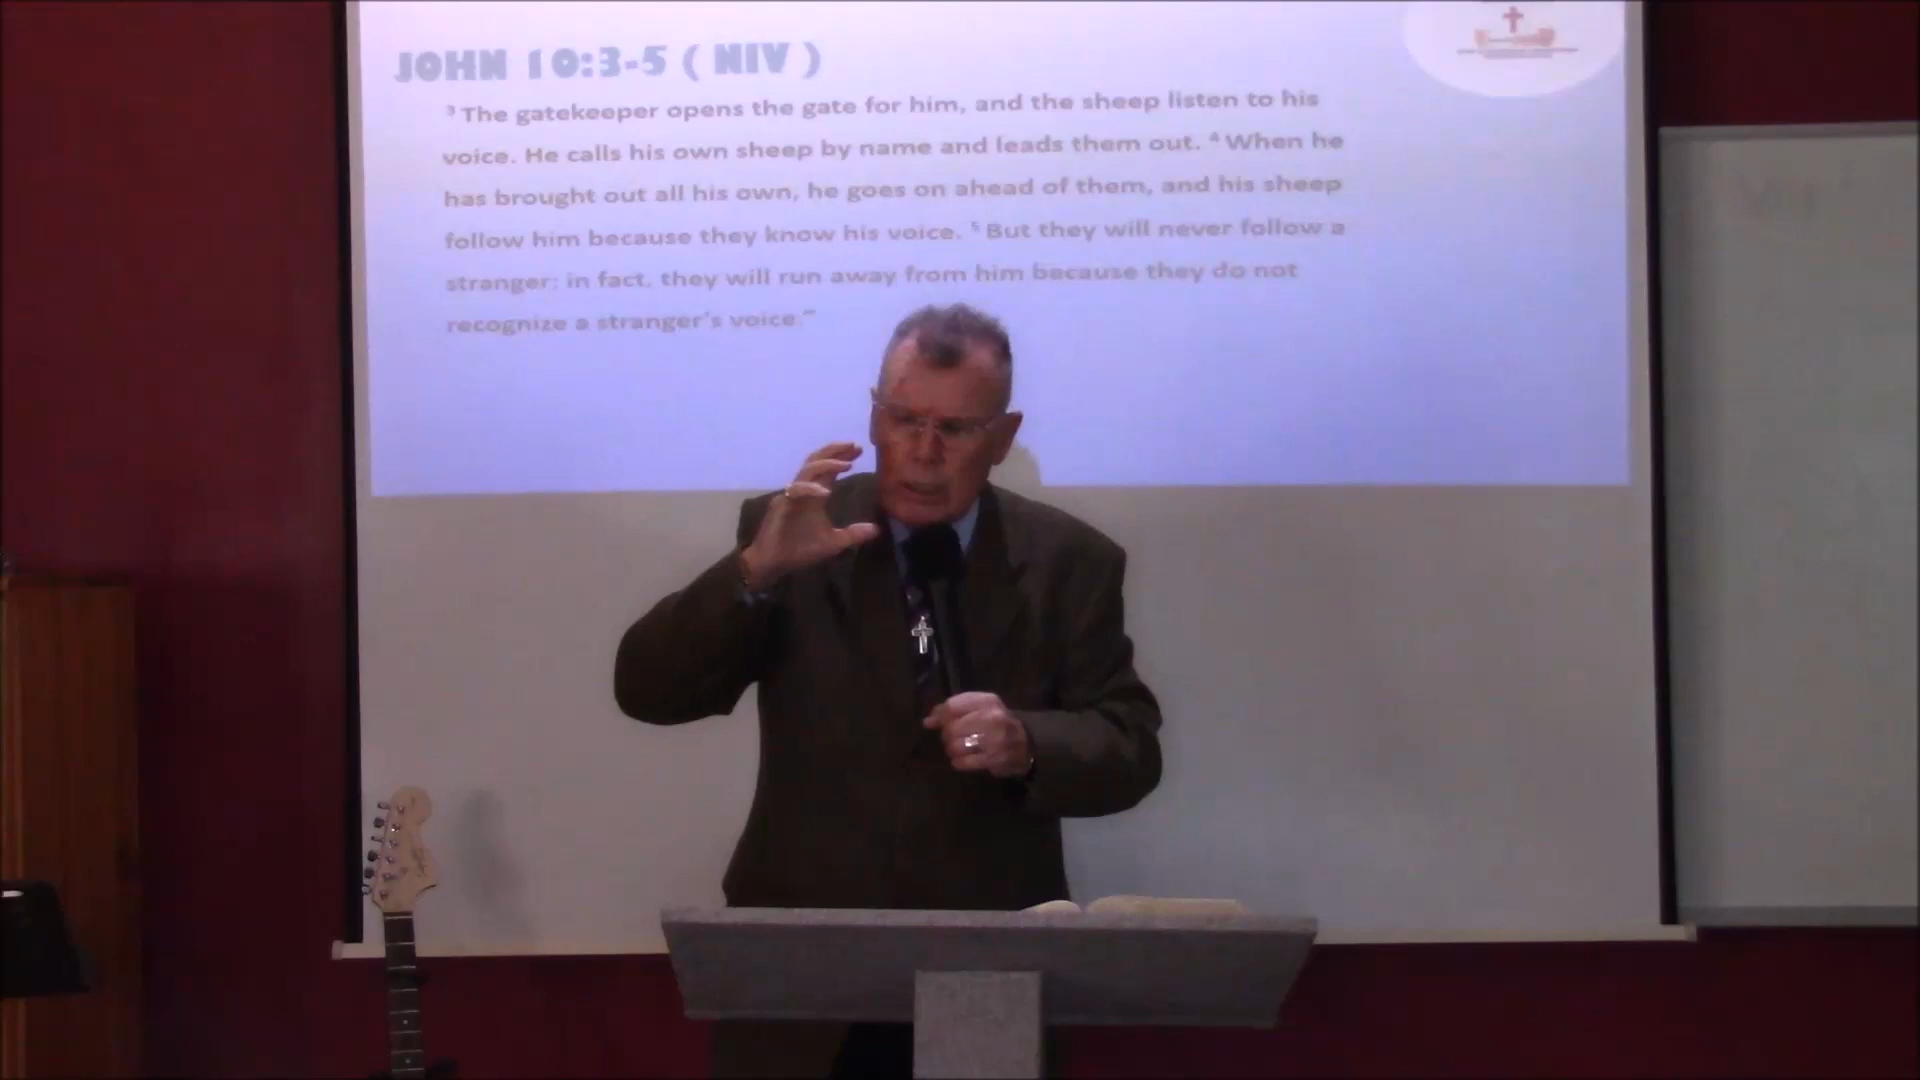 JOHN 10:3-5 ( NIV )
³ The gatekeeper opens the gate for him, and the sheep listen to his
voice. He calls his own sheep by name and leads them out. ⁴ When he
has brought out all his own, he goes on ahead of them, and his sheep
follow him because they know his voice. ⁵ But they will never follow a
stranger; in fact, they will run away from him because they do not
recognize a stranger's voice."